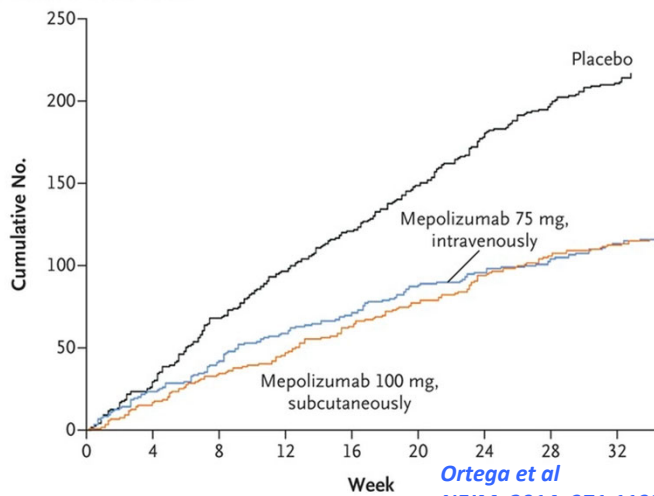 250
200
150
100
50
0
Cumulative No.
Placebo
Mepolizumab 75 mg,
intravenously
Mepolizumab 100 mg,
subcutaneously
0 4 8 12 16 20 24 28 32
Week
Ortega et al